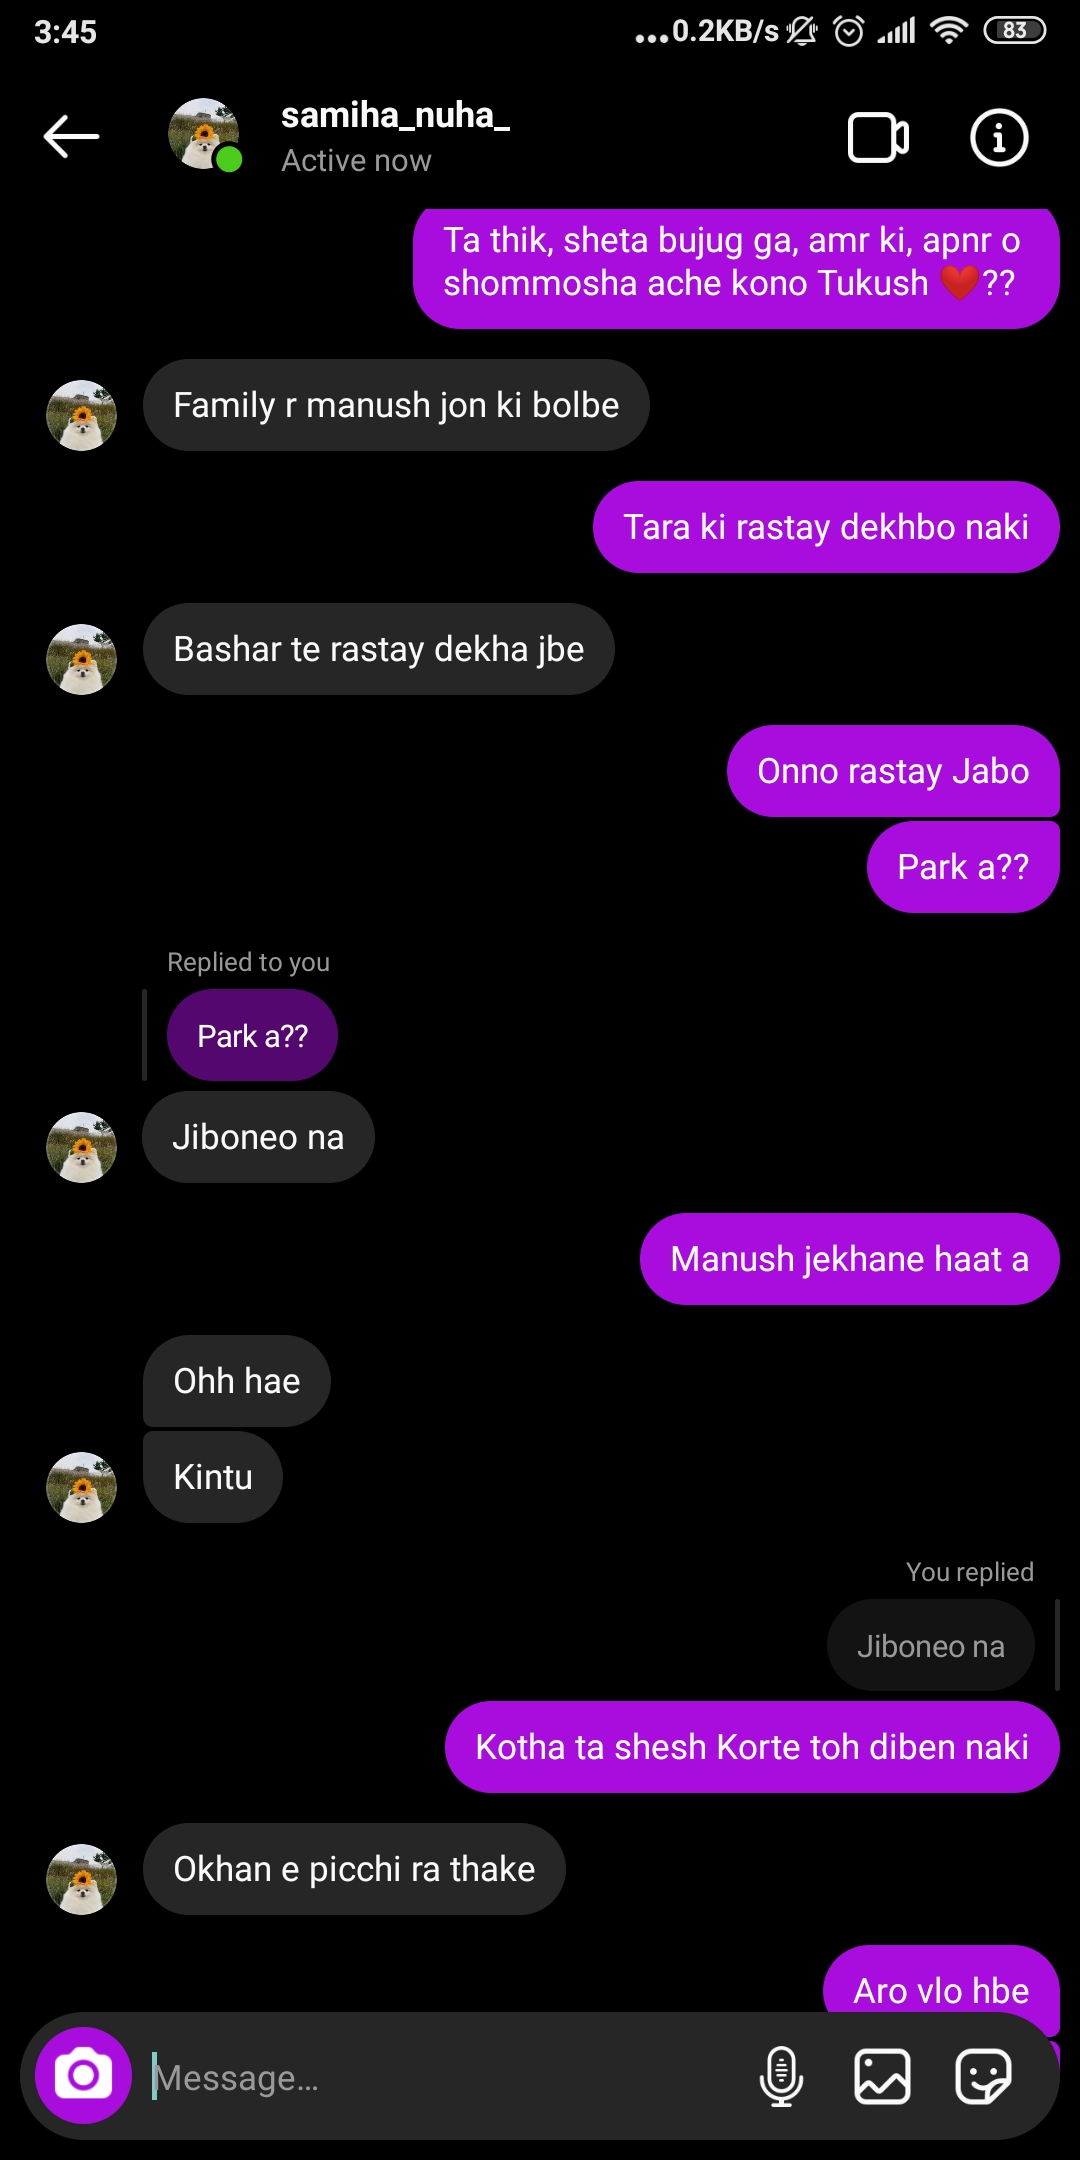 3:45
...0.2KB/s
83
samiha_nuha_
Active now
Ta thik, sheta bujug ga, amr ki, apnr o
shommosha ache kono Tukush ❤️??
Family r manush jon ki bolbe
Tara ki rastay dekhbo naki
Bashar te rastay dekha jbe
Onno rastay Jabo
Park a??
Replied to you
Park a??
Jiboneo na
Manush jekhane haat a
Ohh hae
Kintu
You replied
Jiboneo na
Kotha ta shesh Korte toh diben naki
Okhan e picchi ra thake
Aro vlo hbe
Message...